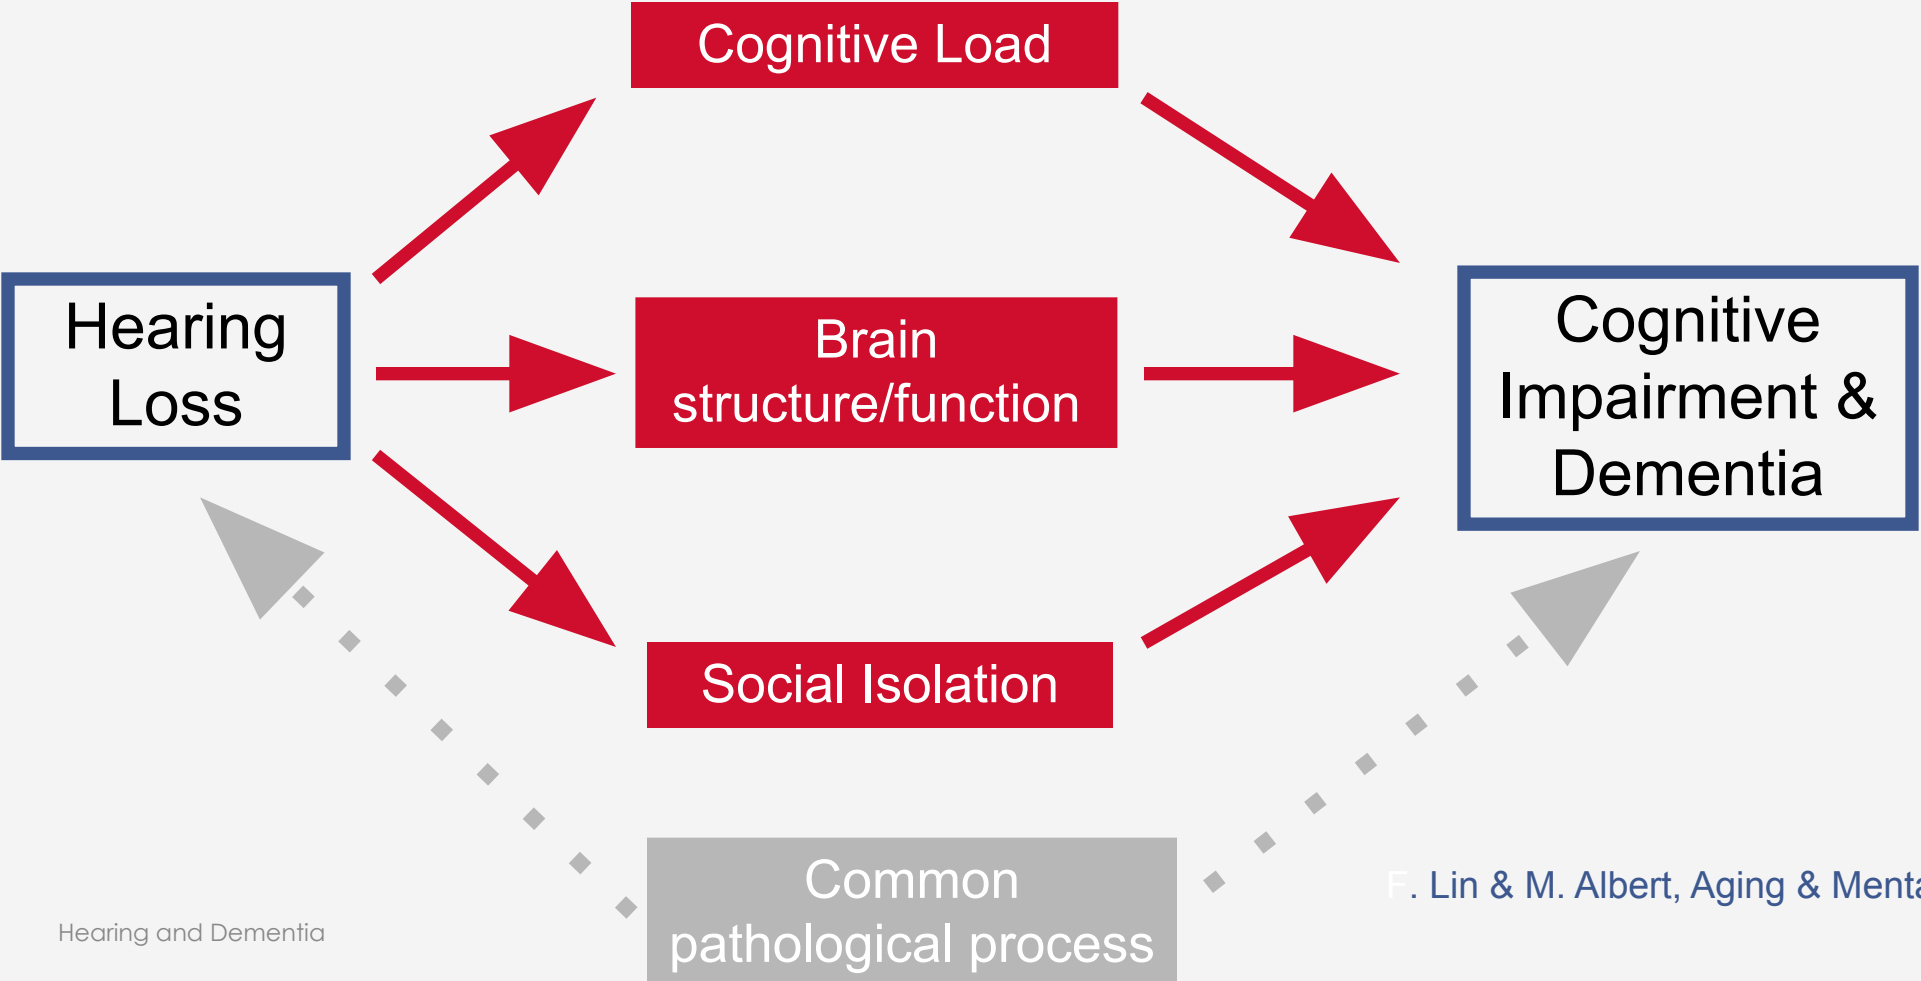 Cognitive Load
Hearing
Loss
Brain
structure/function
Cognitive
Impairment &
Dementia
Social Isolation
Common
pathological process
F. Lin & M. Albert, Aging &
Hearing and Dementia